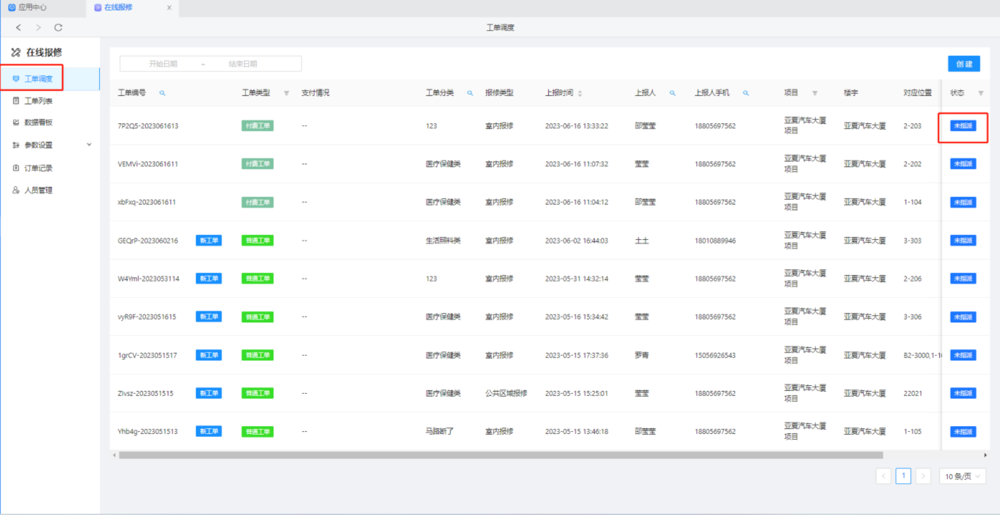 应用中心
在线报修
工单调度
在线报修
工单调度
工单列表
数据看板
参数设置
订单记录
人员管理
开始日期 ~ 结束日期
创 建
工单编号 工单类型 支付情况 工单分类 报修类型 上报时间 上报人 上报人手机 项目 楼宇 对应位置 状态
7P2Q5-2023061613 付费工单 -- 123 室内报修 2023-06-16 13:33:22 邵莹莹 18805697562 亚夏汽车大厦项目 亚夏汽车大厦 2-203 未指派
VEMVi-2023061611 付费工单 -- 医疗保健类 室内报修 2023-06-16 11:07:32 莹莹 18805697562 亚夏汽车大厦项目 亚夏汽车大厦 2-202 未指派
xbFxq-2023061611 付费工单 -- 医疗保健类 室内报修 2023-06-16 11:04:12 邵莹莹 18805697562 亚夏汽车大厦项目 亚夏汽车大厦 1-104 未指派
GEQrP-2023060216 新工单 普通工单 -- 生活照料类 室内报修 2023-06-02 16:44:03 土土 18010889946 亚夏汽车大厦项目 亚夏汽车大厦 3-303 未指派
W4Yml-2023053114 新工单 普通工单 -- 123 室内报修 2023-05-31 14:32:14 莹莹 18805697562 亚夏汽车大厦项目 亚夏汽车大厦 2-206 未指派
vyR9F-2023051615 新工单 普通工单 -- 医疗保健类 室内报修 2023-05-16 15:34:42 莹莹 18805697562 亚夏汽车大厦项目 亚夏汽车大厦 3-306 未指派
1grCV-2023051517 新工单 普通工单 -- 医疗保健类 室内报修 2023-05-15 17:37:36 罗青 15056926543 亚夏汽车大厦项目 亚夏汽车大厦 B2-3000,1-1 未指派
ZIvsz-2023051515 新工单 普通工单 -- 医疗保健类 公共区域报修 2023-05-15 15:25:01 莹莹 18805697562 亚夏汽车大厦项目 亚夏汽车大厦 22021 未指派
Yhb4g-2023051513 新工单 普通工单 -- 马路断了 室内报修 2023-05-15 13:46:18 邵莹莹 18805697562 亚夏汽车大厦项目 亚夏汽车大厦 1-105 未指派
1 10 条/页